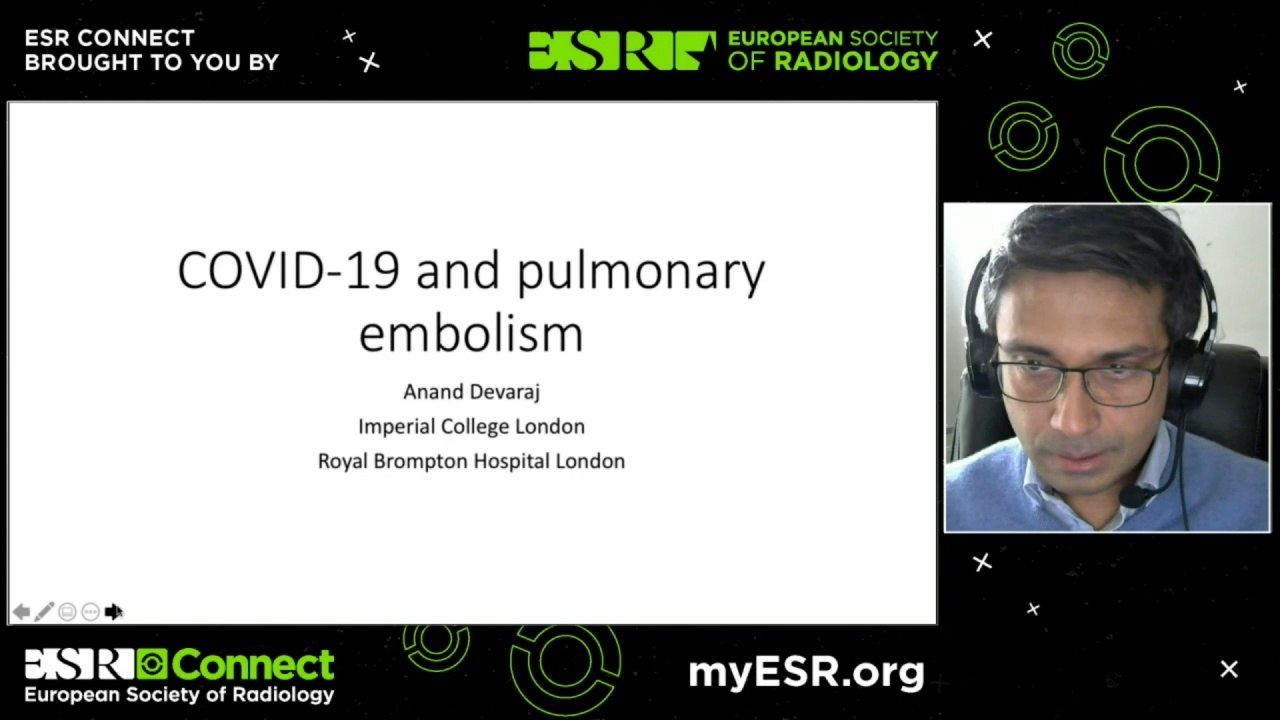 ESR CONNECT
BROUGHT TO YOU BY
ESR
EUROPEAN SOCIETY
OF RADIOLOGY
COVID-19 and pulmonary
embolism
Anand Devaraj
Imperial College London
Royal Brompton Hospital London
ESR Connect
European Society of Radiology
myESR.org